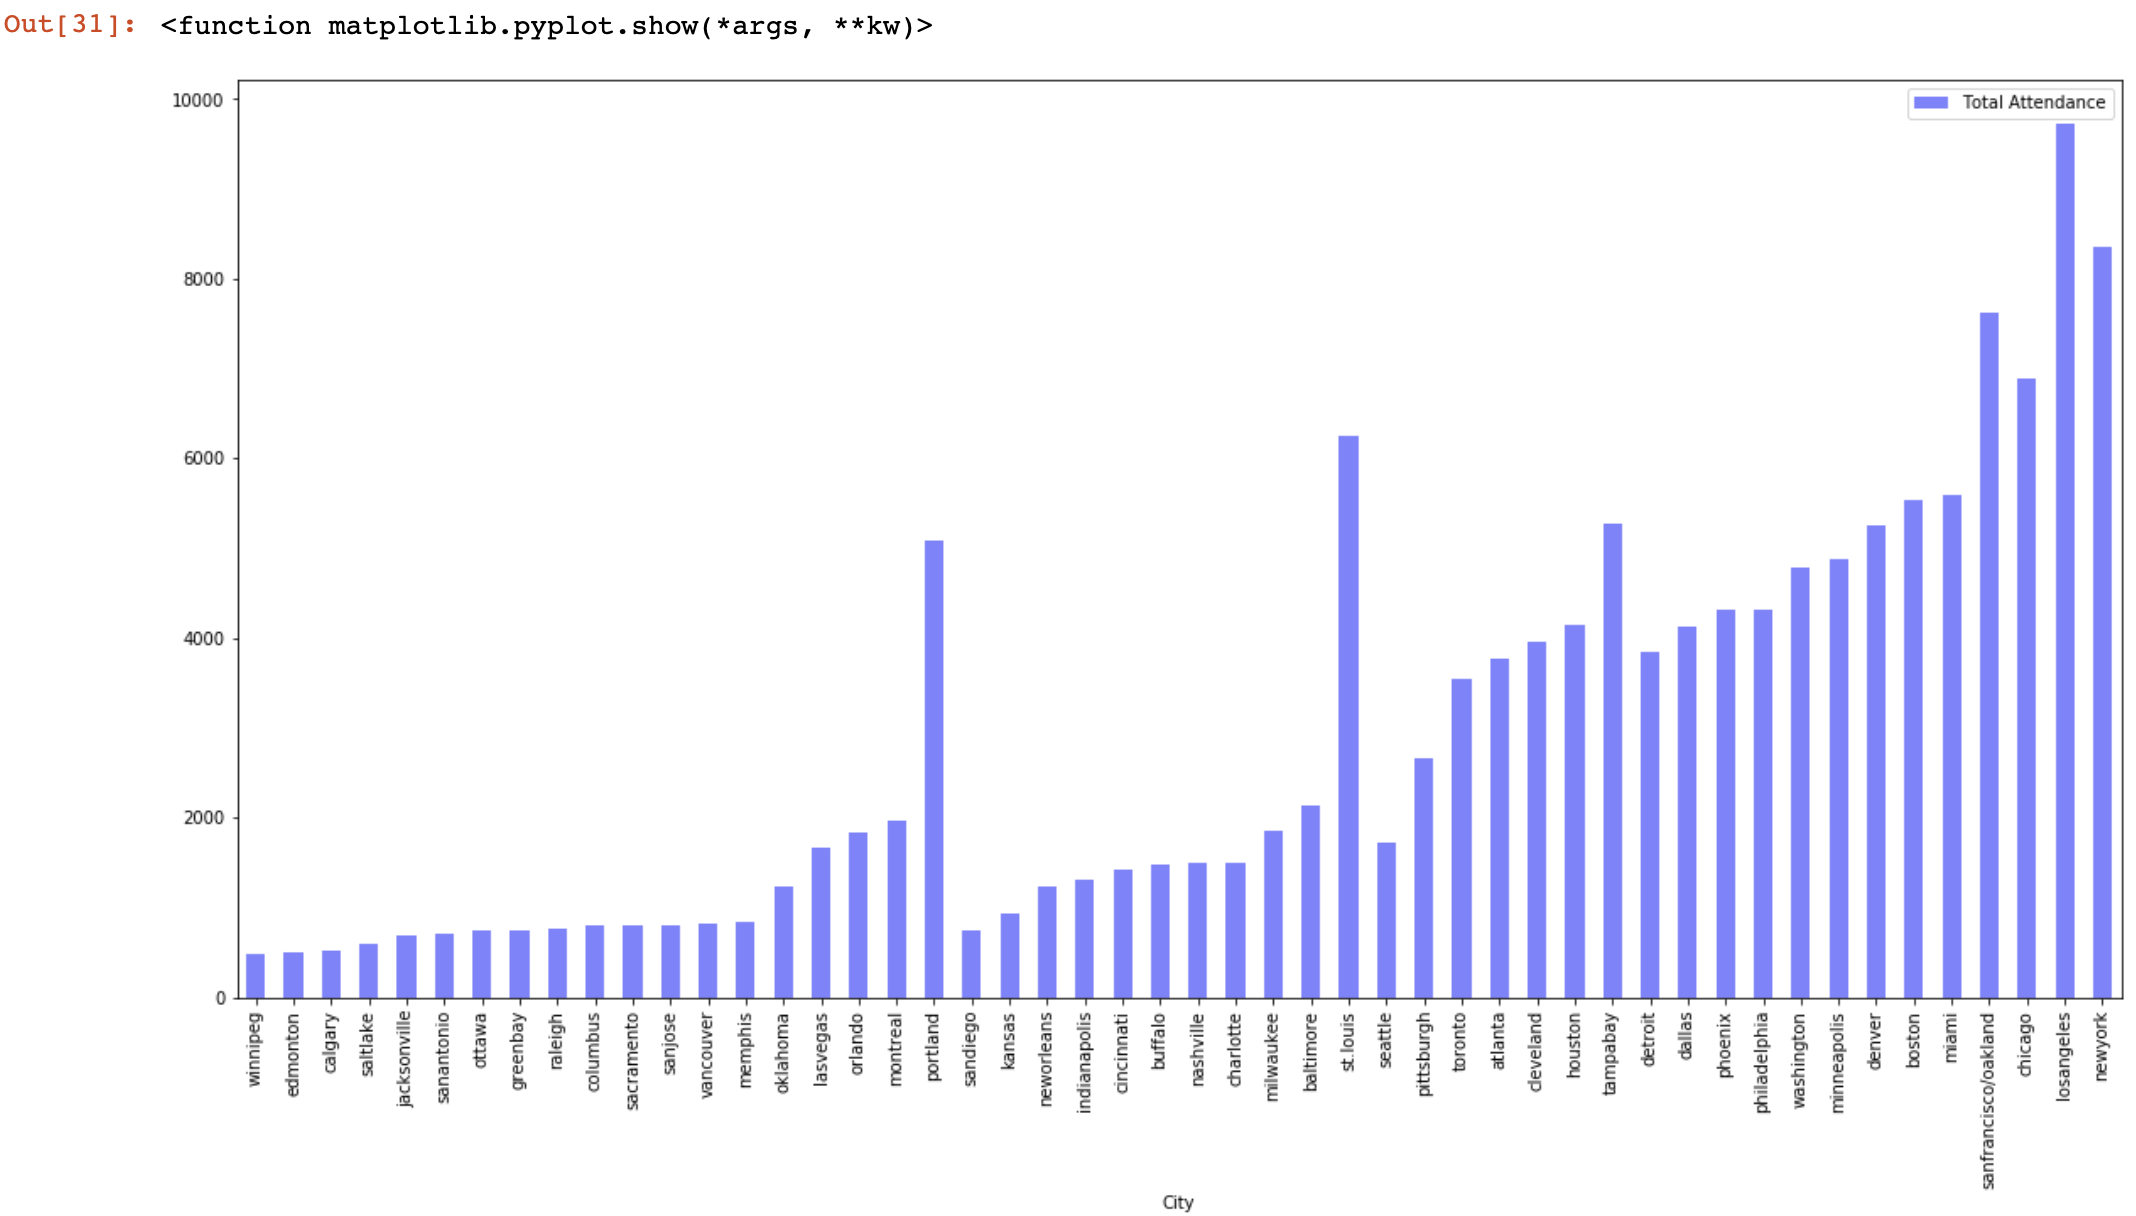 Out[31]: <function matplotlib.pyplot.show(*args, **kw)>
10000
Total Attendance
8000
6000
4000
2000
0
winnipeg
edmonton
calgary
saltlake
jacksonville
sanantonio
ottawa
greenbay
raleigh
columbus
sacramento
sanjose
vancouver
memphis
oklahoma
lasvegas
orlando
montreal
portland
sandiego
kansas
neworleans
indianapolis
cincinnati
buffalo
nashville
charlotte
milwaukee
baltimore
st.louis
seattle
pittsburgh
toronto
atlanta
cleveland
houston
tampabay
detroit
dallas
phoenix
philadelphia
washington
minneapolis
denver
boston
miami
sanfrancisco/oakland
chicago
losangeles
newyork
City